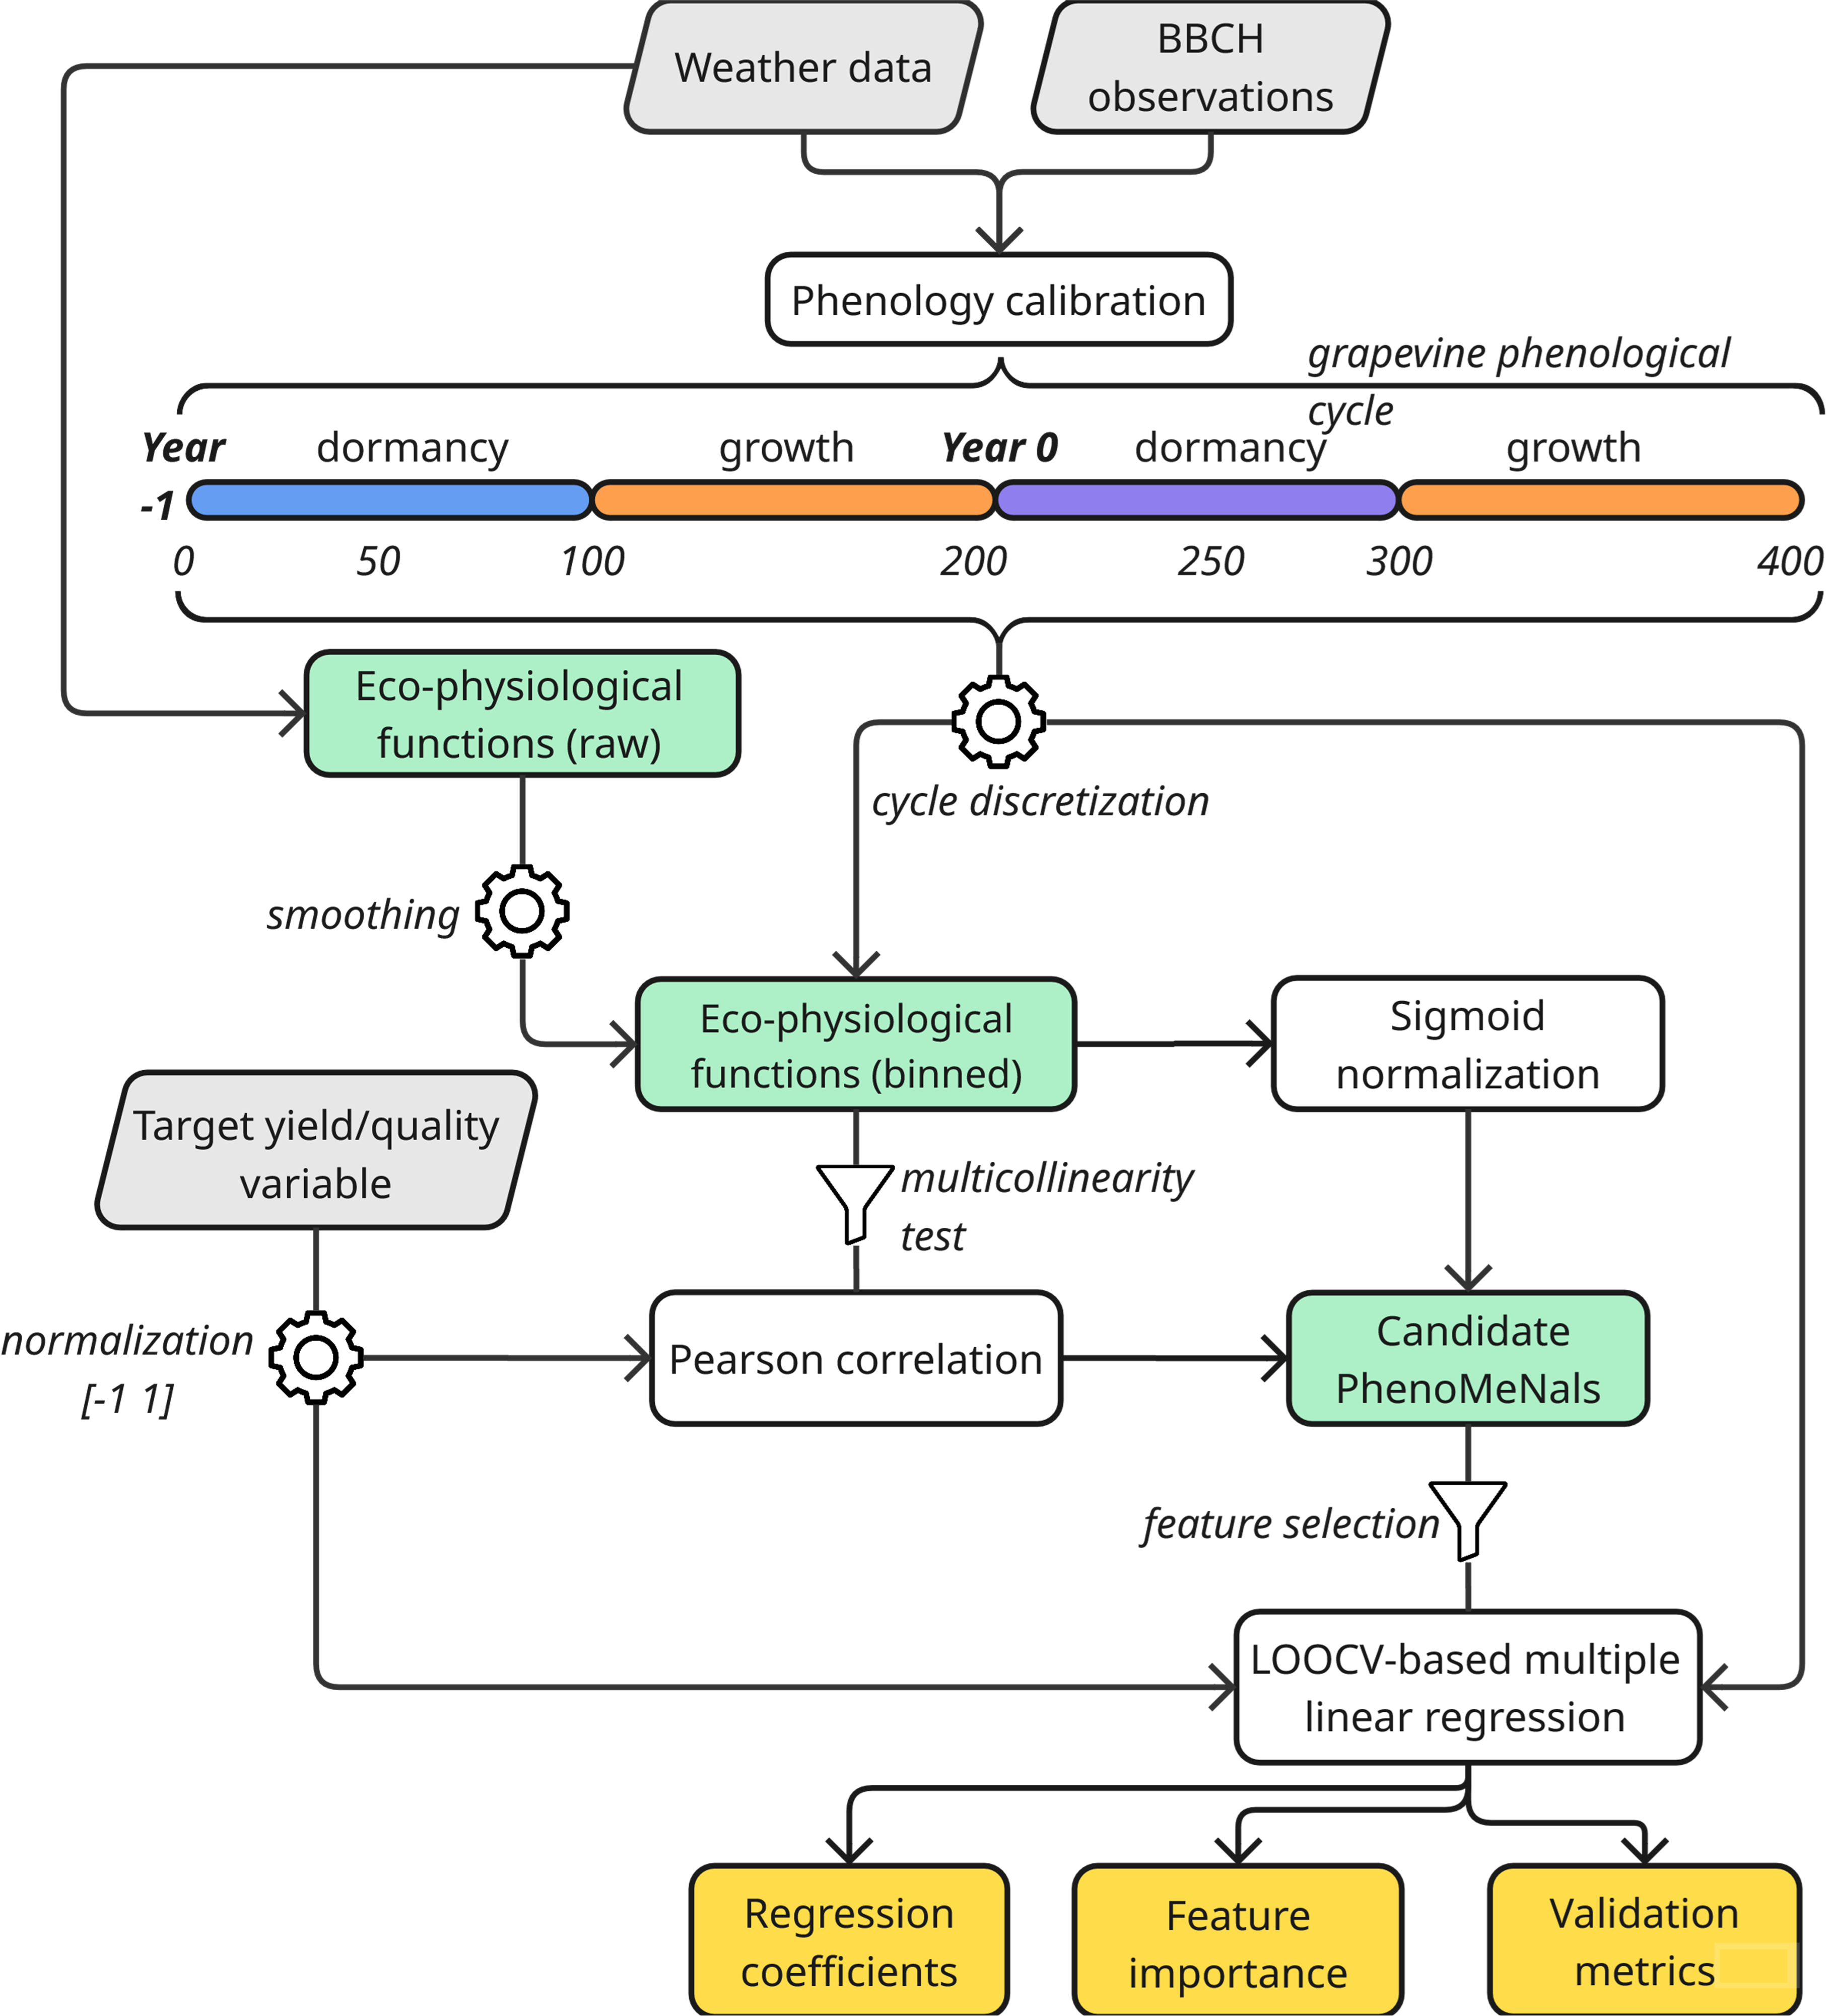 Weather data
BBCH
observations
Phenology calibration
grapevine phenological
cycle
Year
-1
dormancy
growth
Year 0
dormancy
growth
0
50
100
200
250
300
400
Eco-physiological
functions (raw)
cycle discretization
smoothing
Eco-physiological
functions (binned)
Sigmoid
normalization
Target yield/quality
variable
multicollinearity
test
normalization
[-1 1]
Pearson correlation
Candidate
PhenoMeNals
feature selection
LOOCV-based multiple
linear regression
Regression
coefficients
Feature
importance
Validation
metrics